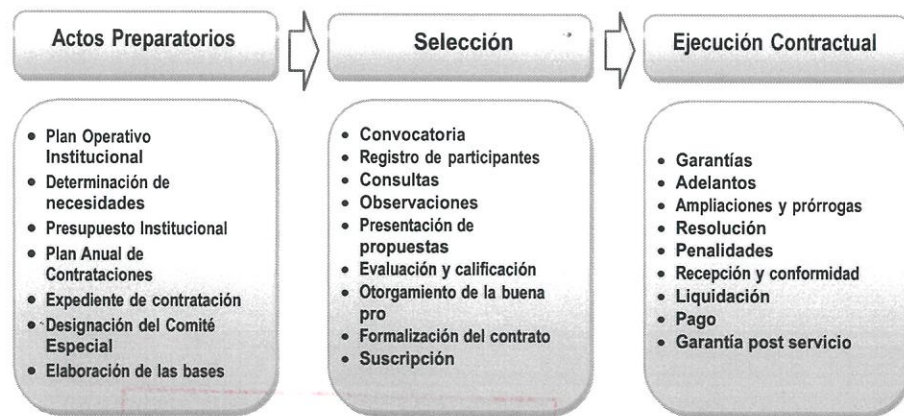 Actos Preparatorios
Selección
Ejecución Contractual
• Plan Operativo
Institucional
• Determinación de
necesidades
• Presupuesto Institucional
• Plan Anual de
Contrataciones
• Expediente de contratación
• Designación del Comité
Especial
• Elaboración de las bases
• Convocatoria
• Registro de participantes
• Consultas
• Observaciones
• Presentación de
propuestas
• Evaluación y calificación
• Otorgamiento de la buena
pro
• Formalización del contrato
• Suscripción
• Garantías
• Adelantos
• Ampliaciones y prórrogas
• Resolución
• Penalidades
• Recepción y conformidad
• Liquidación
• Pago
• Garantía post servicio